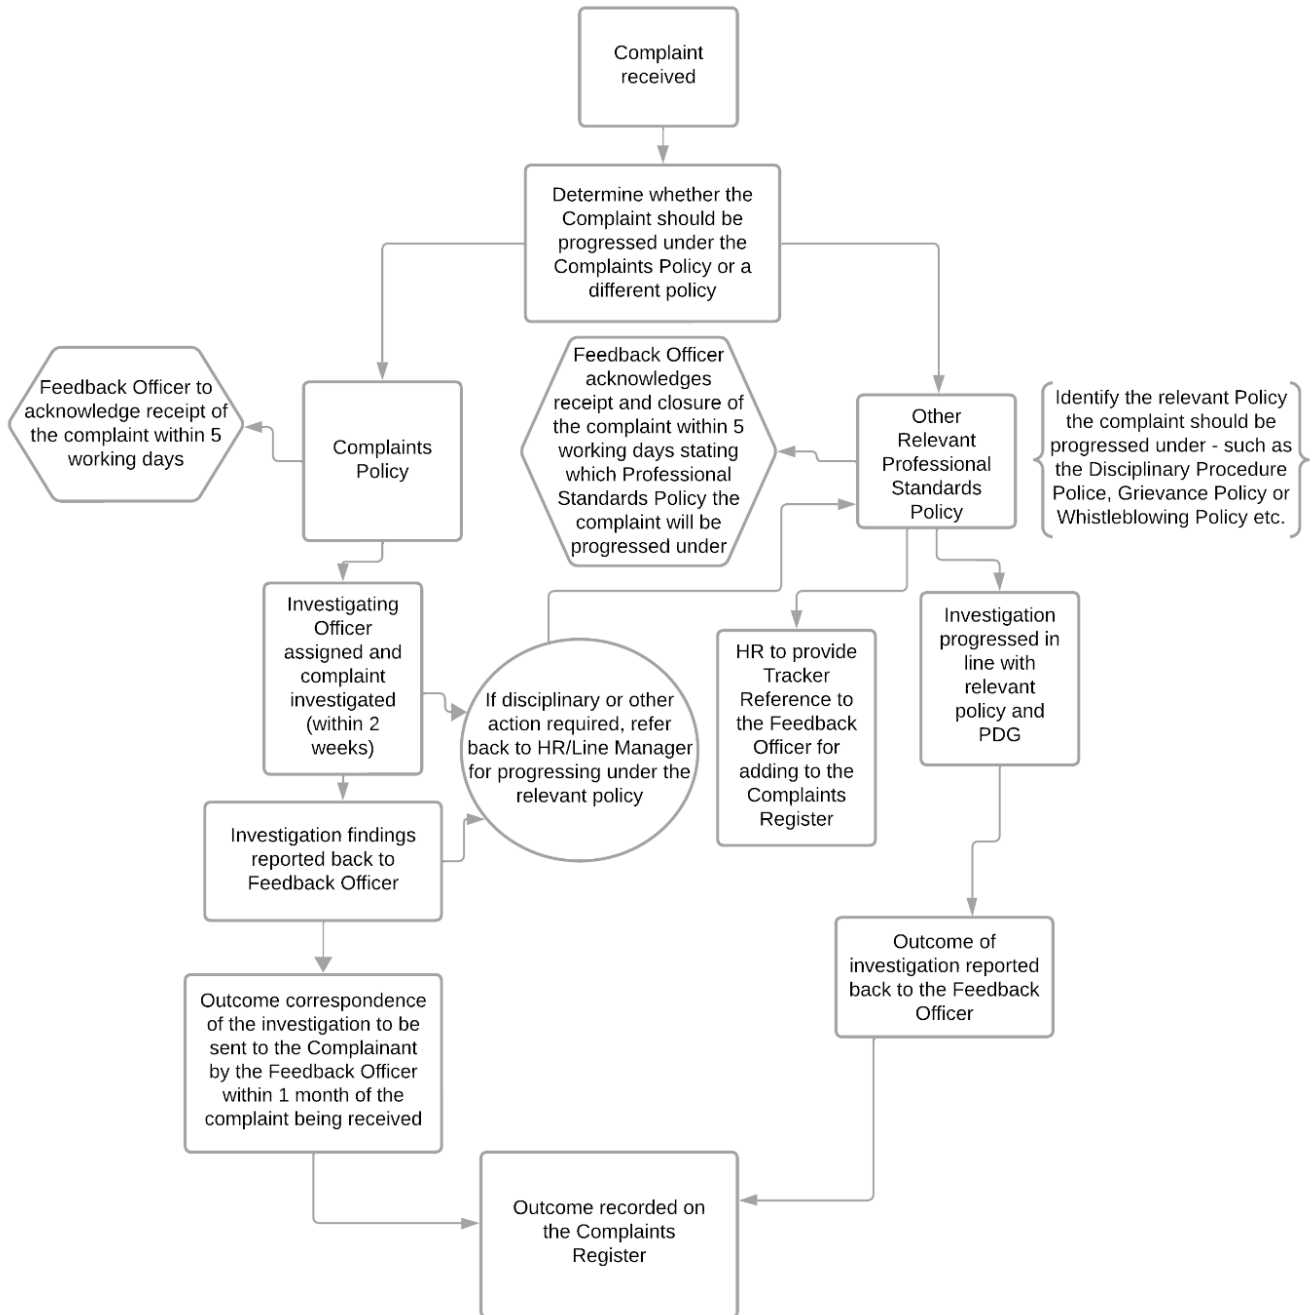 Complaint
received
Determine whether the
Complaint should be
progressed under the
Complaints Policy or a
different policy
Feedback Officer to
acknowledge receipt of
the complaint within 5
working days
Complaints
Policy
Feedback Officer
acknowledges
receipt and closure of
the complaint within 5
working days stating
which Professional
Standards Policy the
complaint will be
progressed under
Other
Relevant
Professional
Standards
Policy
Identify the relevant Policy
the complaint should be
progressed under - such as
the Disciplinary Procedure
Police, Grievance Policy or
Whistleblowing Policy etc.
Investigating
Officer
assigned and
complaint
investigated
(within 2
weeks)
If disciplinary or other
action required, refer
back to HR/Line Manager
for progressing under the
relevant policy
HR to provide
Tracker
Reference to
the Feedback
Officer for
adding to the
Complaints
Register
Investigation
progressed in
line with
relevant
policy and
PDG
Investigation findings
reported back to
Feedback Officer
Outcome of
investigation reported
back to the Feedback
Officer
Outcome correspondence
of the investigation to be
sent to the Complainant
by the Feedback Officer
within 1 month of the
complaint being received
Outcome recorded on
the Complaints
Register